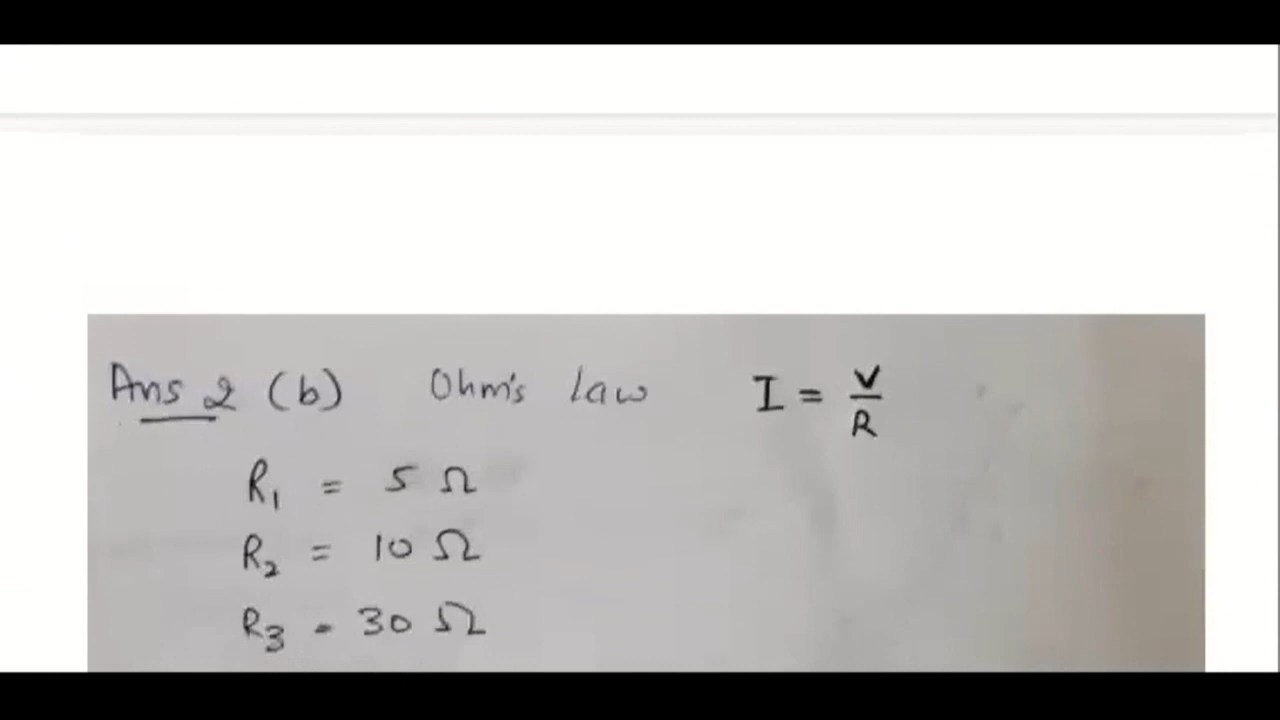 Ans 2 (b) Ohm's law I = V/R
R₁ = 5 Ω
R₂ = 10 Ω
R₃ = 30 Ω